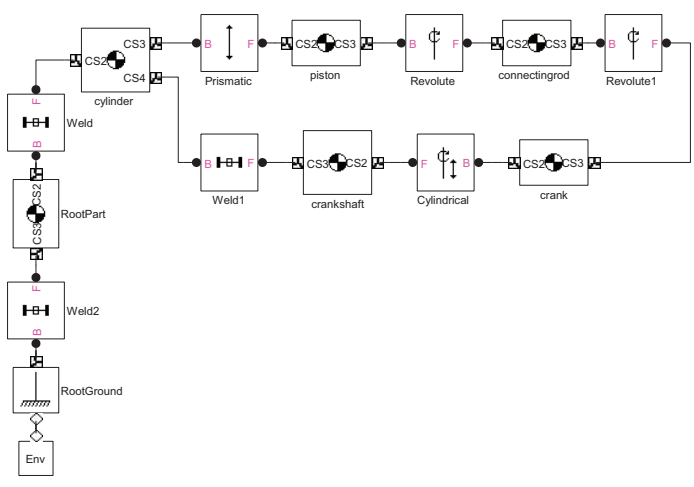 CS3 B F CS2 CS3 B F CS2 CS3 B F
CS2
CS4
Prismatic piston Revolute connectingrod Revolute1
cylinder
F
Weld
B
B F CS3 CS2 F B CS2 CS3
Weld1 crankshaft Cylindrical crank
CS2
RootPart
CS3
F
Weld2
B
RootGround
Env